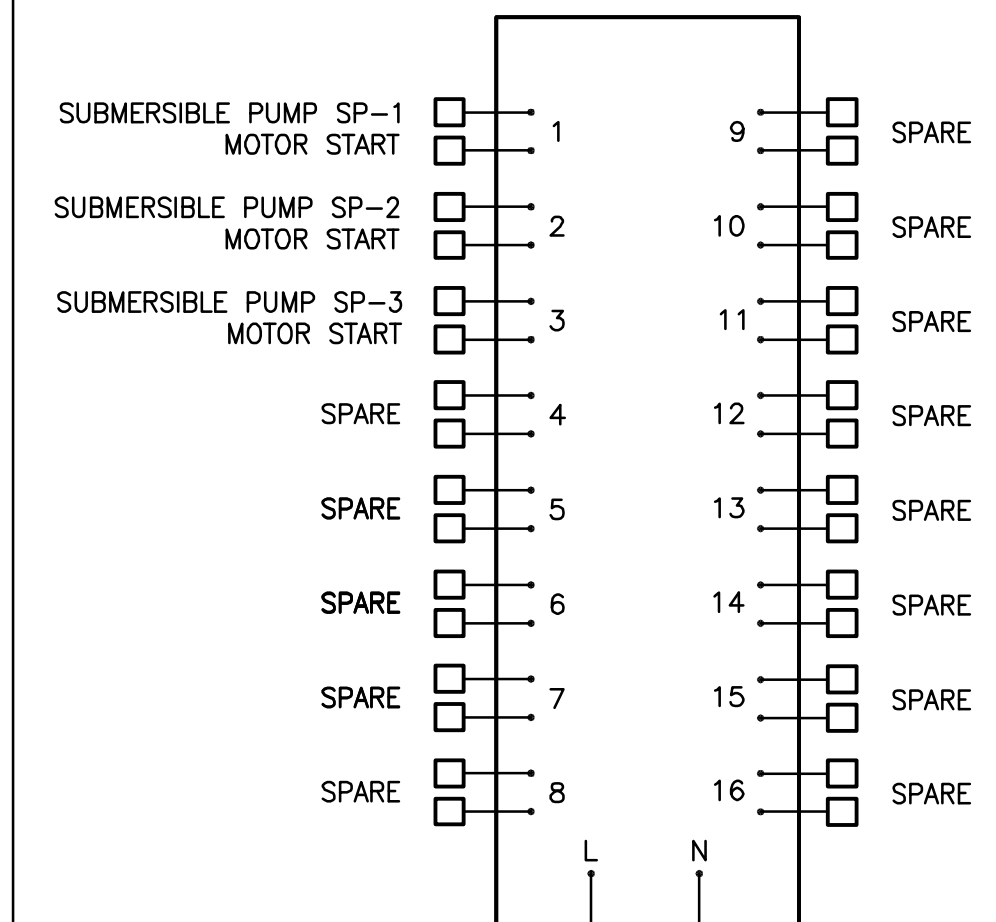 SUBMERSIBLE PUMP SP-1
MOTOR START
1
9
SPARE
SUBMERSIBLE PUMP SP-2
MOTOR START
2
10
SPARE
SUBMERSIBLE PUMP SP-3
MOTOR START
3
11
SPARE
SPARE
4
12
SPARE
SPARE
5
13
SPARE
SPARE
6
14
SPARE
SPARE
7
15
SPARE
SPARE
8
16
SPARE
L
N